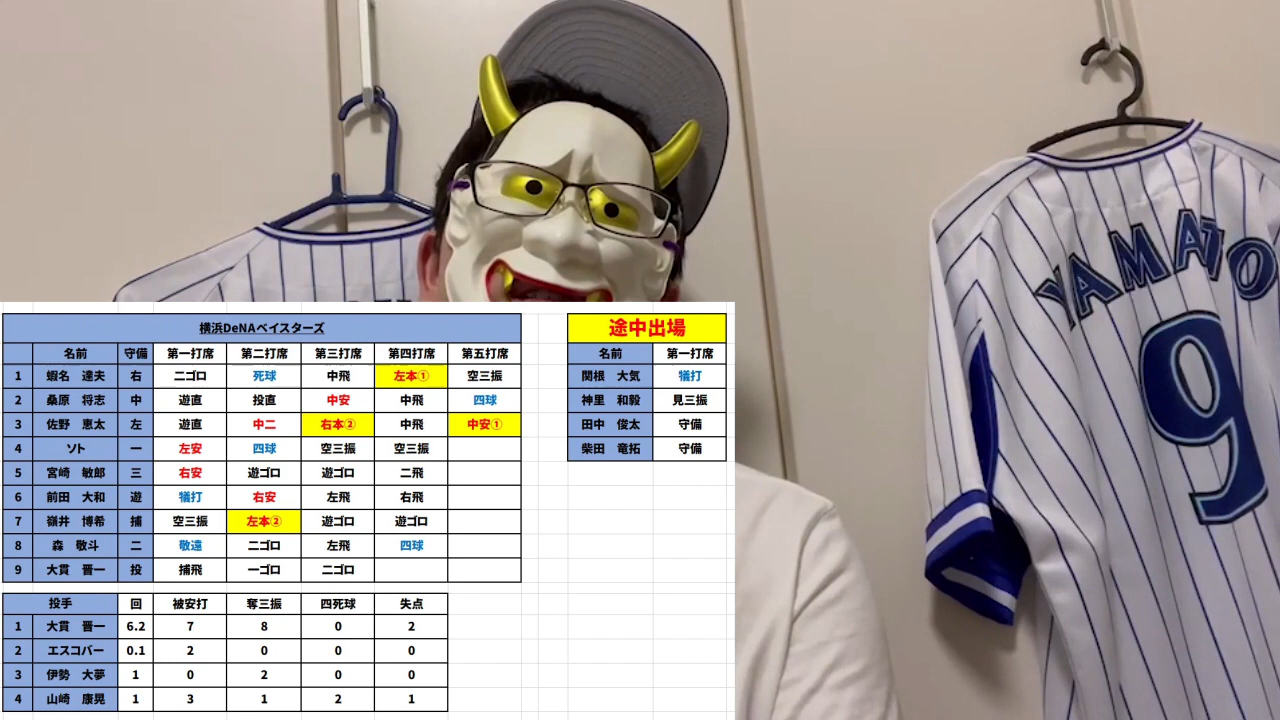 YAMATO
9
横浜DeNAベイスターズ
名前 守備 第一打席 第二打席 第三打席 第四打席 第五打席
1 蝦名 達夫 右 二ゴロ 死球 中飛 左本① 空三振
2 桑原 将志 中 遊直 投直 中安 中飛 四球
3 佐野 恵太 左 遊直 中二 右本② 中飛 中安①
4 ソト 一 左安 四球 空三振 空三振
5 宮崎 敏郎 三 右安 遊ゴロ 遊ゴロ 二飛
6 前田 大和 遊 犠打 右安 左飛 右飛
7 嶺井 博希 捕 空三振 左本② 遊ゴロ 遊ゴロ
8 森 敬斗 二 敬遠 二ゴロ 左飛 四球
9 大貫 晋一 投 捕飛 一ゴロ 二ゴロ
途中出場
名前 第一打席
関根 大気 犠打
神里 和毅 見三振
田中 俊太 守備
柴田 竜拓 守備
投手 回 被安打 奪三振 四死球 失点
1 大貫 晋一 6.2 7 8 0 2
2 エスコバー 0.1 2 0 0 0
3 伊勢 大夢 1 0 2 0 0
4 山崎 康晃 1 3 1 2 1